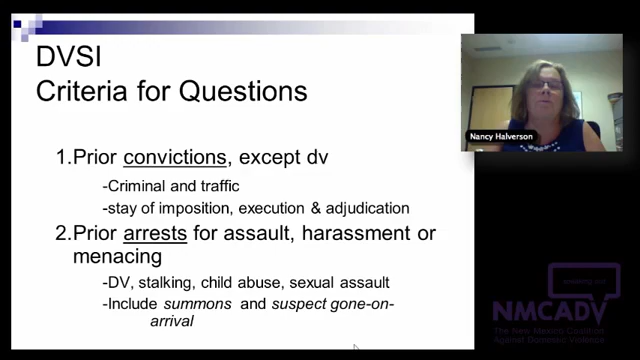 DVSI
Criteria for Questions
1.Prior convictions, except dv
-Criminal and traffic
-stay of imposition, execution & adjudication
2.Prior arrests for assault, harassment or
menacing
-DV, stalking, child abuse, sexual assault
-Include summons and suspect gone-on-
arrival
Nancy Halverson
NMCADV
The New Mexico Coalition
Against Domestic Violence